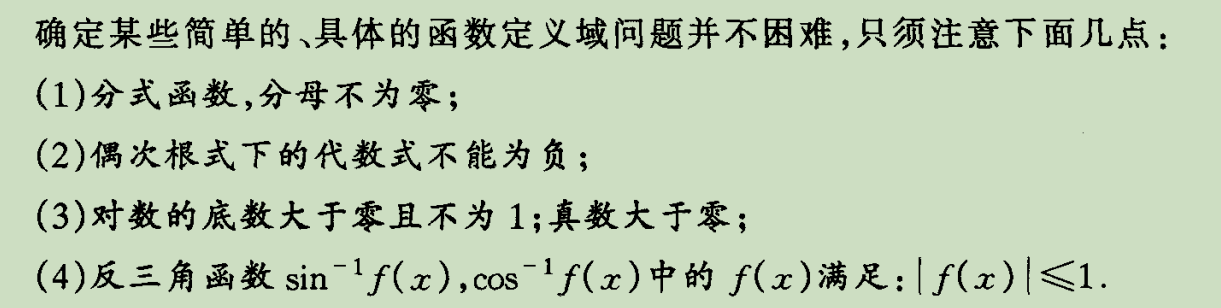 确定某些简单的、具体的函数定义域问题并不困难,只须注意下面几点:
(1)分式函数,分母不为零;
(2)偶次根式下的代数式不能为负;
(3)对数的底数大于零且不为 1;真数大于零;
(4)反三角函数 sin⁻¹f(x),cos⁻¹f(x)中的 f(x)满足:|f(x)|≤1.